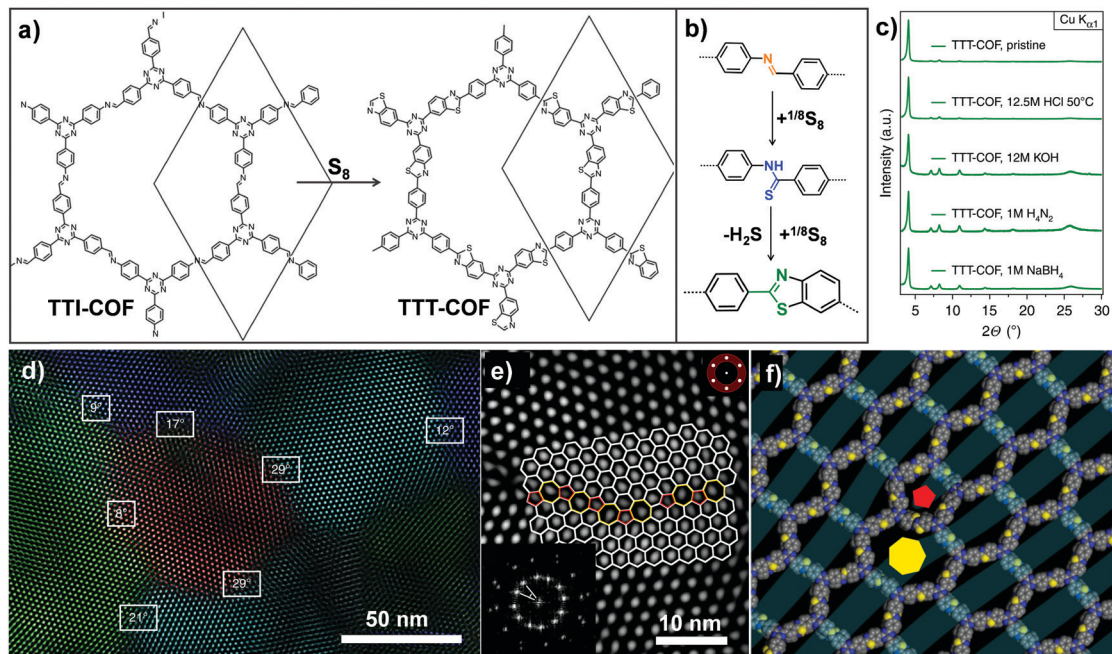 a)
TTI-COF
S8
TTT-COF
b)
+1/8S8
NH
S
-H2S
+1/8S8
N
S
c)
Cu Kα1
TTT-COF, pristine
TTT-COF, 12.5M HCl 50°C
TTT-COF, 12M KOH
TTT-COF, 1M H4N2
TTT-COF, 1M NaBH4
Intensity (a.u.)
5 10 15 20 25 30
2Θ (°)
d)
9°
17°
12°
29°
8°
29°
21°
50 nm
e)
10 nm
f)